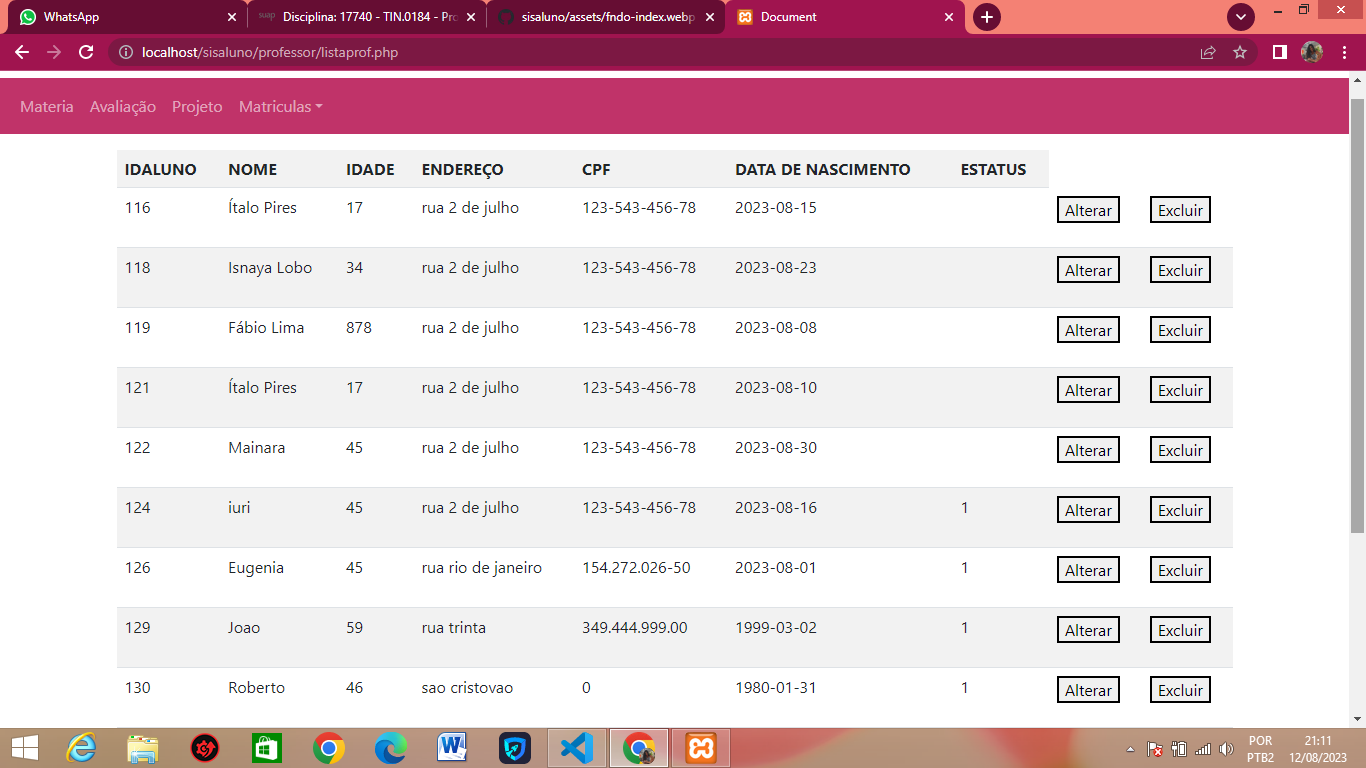 WhatsApp
suap Disciplina: 17740 - TIN.0184 - Pro
sisaluno/assets/fndo-index.webp
Document
localhost/sisaluno/professor/listaprof.php
Materia Avaliação Projeto Matriculas
IDALUNO NOME IDADE ENDEREÇO CPF DATA DE NASCIMENTO ESTATUS
116 Ítalo Pires 17 rua 2 de julho 123-543-456-78 2023-08-15 Alterar Excluir
118 Isnaya Lobo 34 rua 2 de julho 123-543-456-78 2023-08-23 Alterar Excluir
119 Fábio Lima 878 rua 2 de julho 123-543-456-78 2023-08-08 Alterar Excluir
121 Ítalo Pires 17 rua 2 de julho 123-543-456-78 2023-08-10 Alterar Excluir
122 Mainara 45 rua 2 de julho 123-543-456-78 2023-08-30 Alterar Excluir
124 iuri 45 rua 2 de julho 123-543-456-78 2023-08-16 1 Alterar Excluir
126 Eugenia 45 rua rio de janeiro 154.272.026-50 2023-08-01 1 Alterar Excluir
129 Joao 59 rua trinta 349.444.999.00 1999-03-02 1 Alterar Excluir
130 Roberto 46 sao cristovao 0 1980-01-31 1 Alterar Excluir
POR 21:11
PTB2 12/08/2023